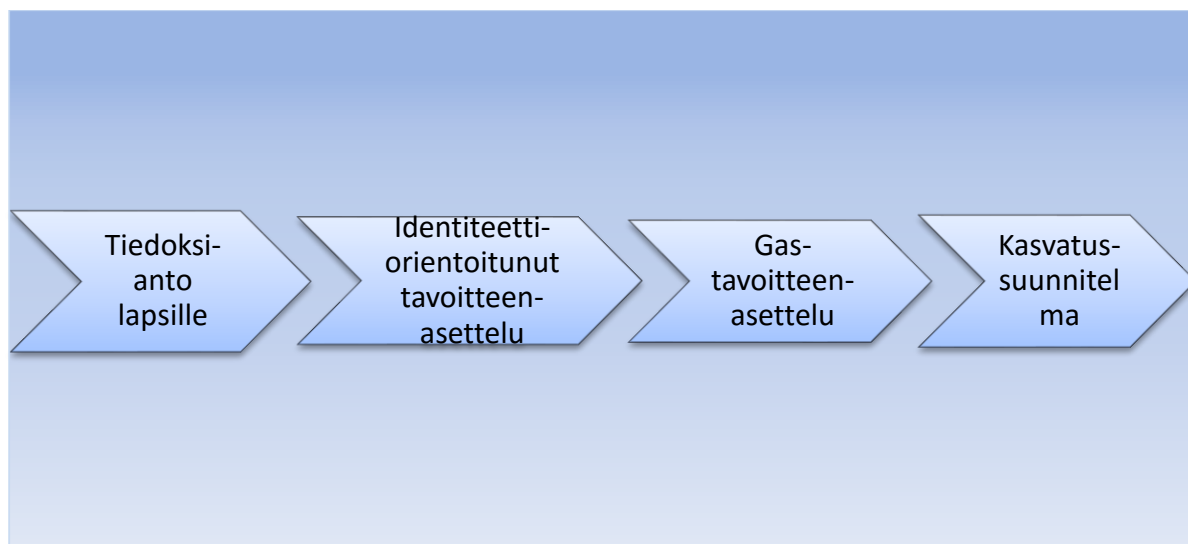 Tiedoksi-
anto
lapsille
Identiteetti-
orientoitunut
tavoitteen-
asettelu
Gas-
tavoitteen-
asettelu
Kasvatus-
suunnitel
ma